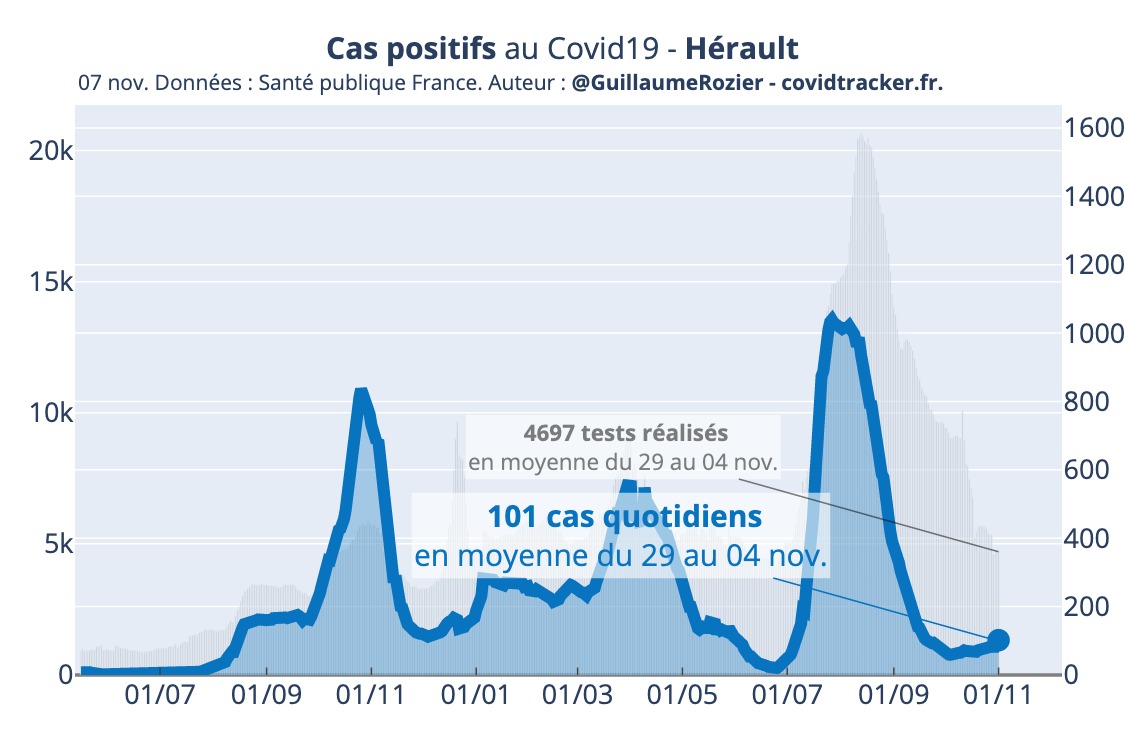 Cas positifs au Covid19 - Hérault
07 nov. Données : Santé publique France. Auteur : @GuillaumeRozier - covidtracker.fr.
20k
15k
10k
5k
0
1600
1400
1200
1000
800
600
400
200
0
4697 tests réalisés
en moyenne du 29 au 04 nov.
101 cas quotidiens
en moyenne du 29 au 04 nov.
01/07 01/09 01/11 01/01 01/03 01/05 01/07 01/09 01/11